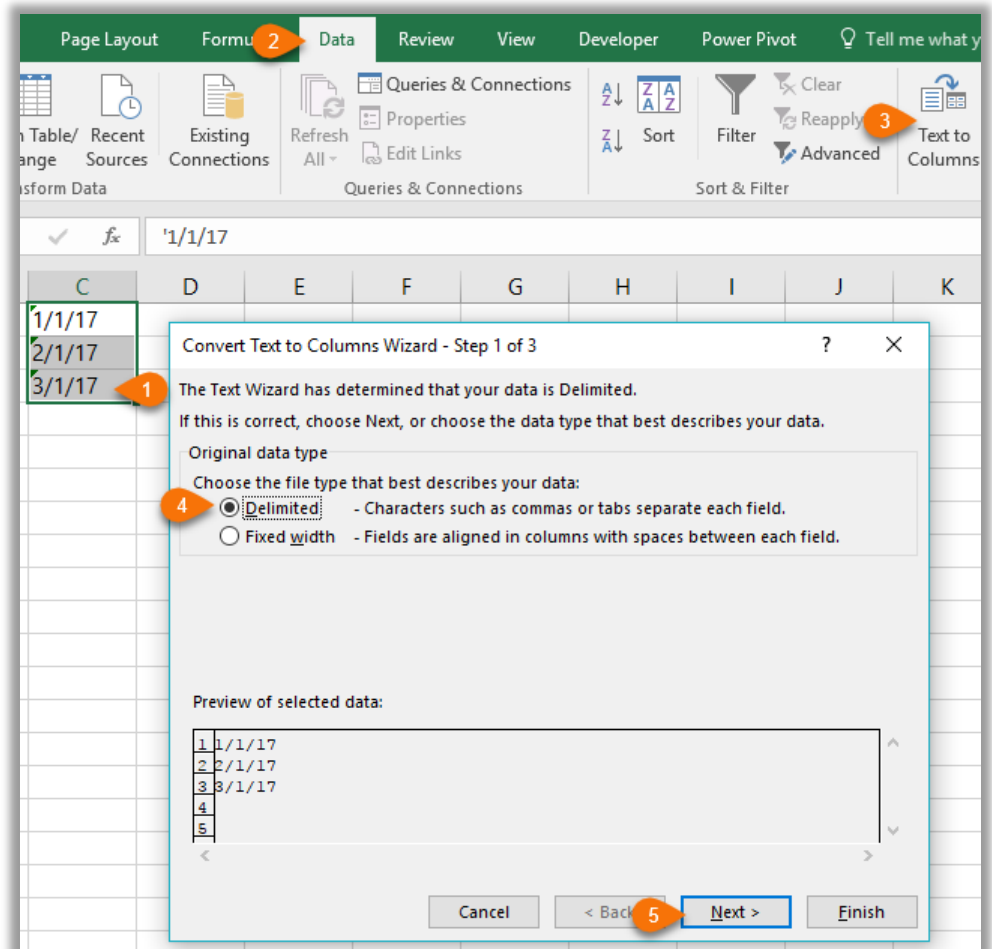 Page Layout Formu 2 Data Review View Developer Power Pivot Tell me what y
Queries & Connections Clear
Properties Reapply 3
Table/ Recent Existing Refresh Edit Links Sort Filter Advanced Text to
ange Sources Connections All Columns
sform Data Queries & Connections Sort & Filter
fx '1/1/17
C D E F G H I J K
1/1/17
2/1/17
3/1/17 1
Convert Text to Columns Wizard - Step 1 of 3 ? ×
The Text Wizard has determined that your data is Delimited.
If this is correct, choose Next, or choose the data type that best describes your data.
Original data type
Choose the file type that best describes your data:
4 Delimited - Characters such as commas or tabs separate each field.
Fixed width - Fields are aligned in columns with spaces between each field.
Preview of selected data:
1 1/1/17
2 2/1/17
3 3/1/17
4
5
Cancel < Bac 5 Next > Finish